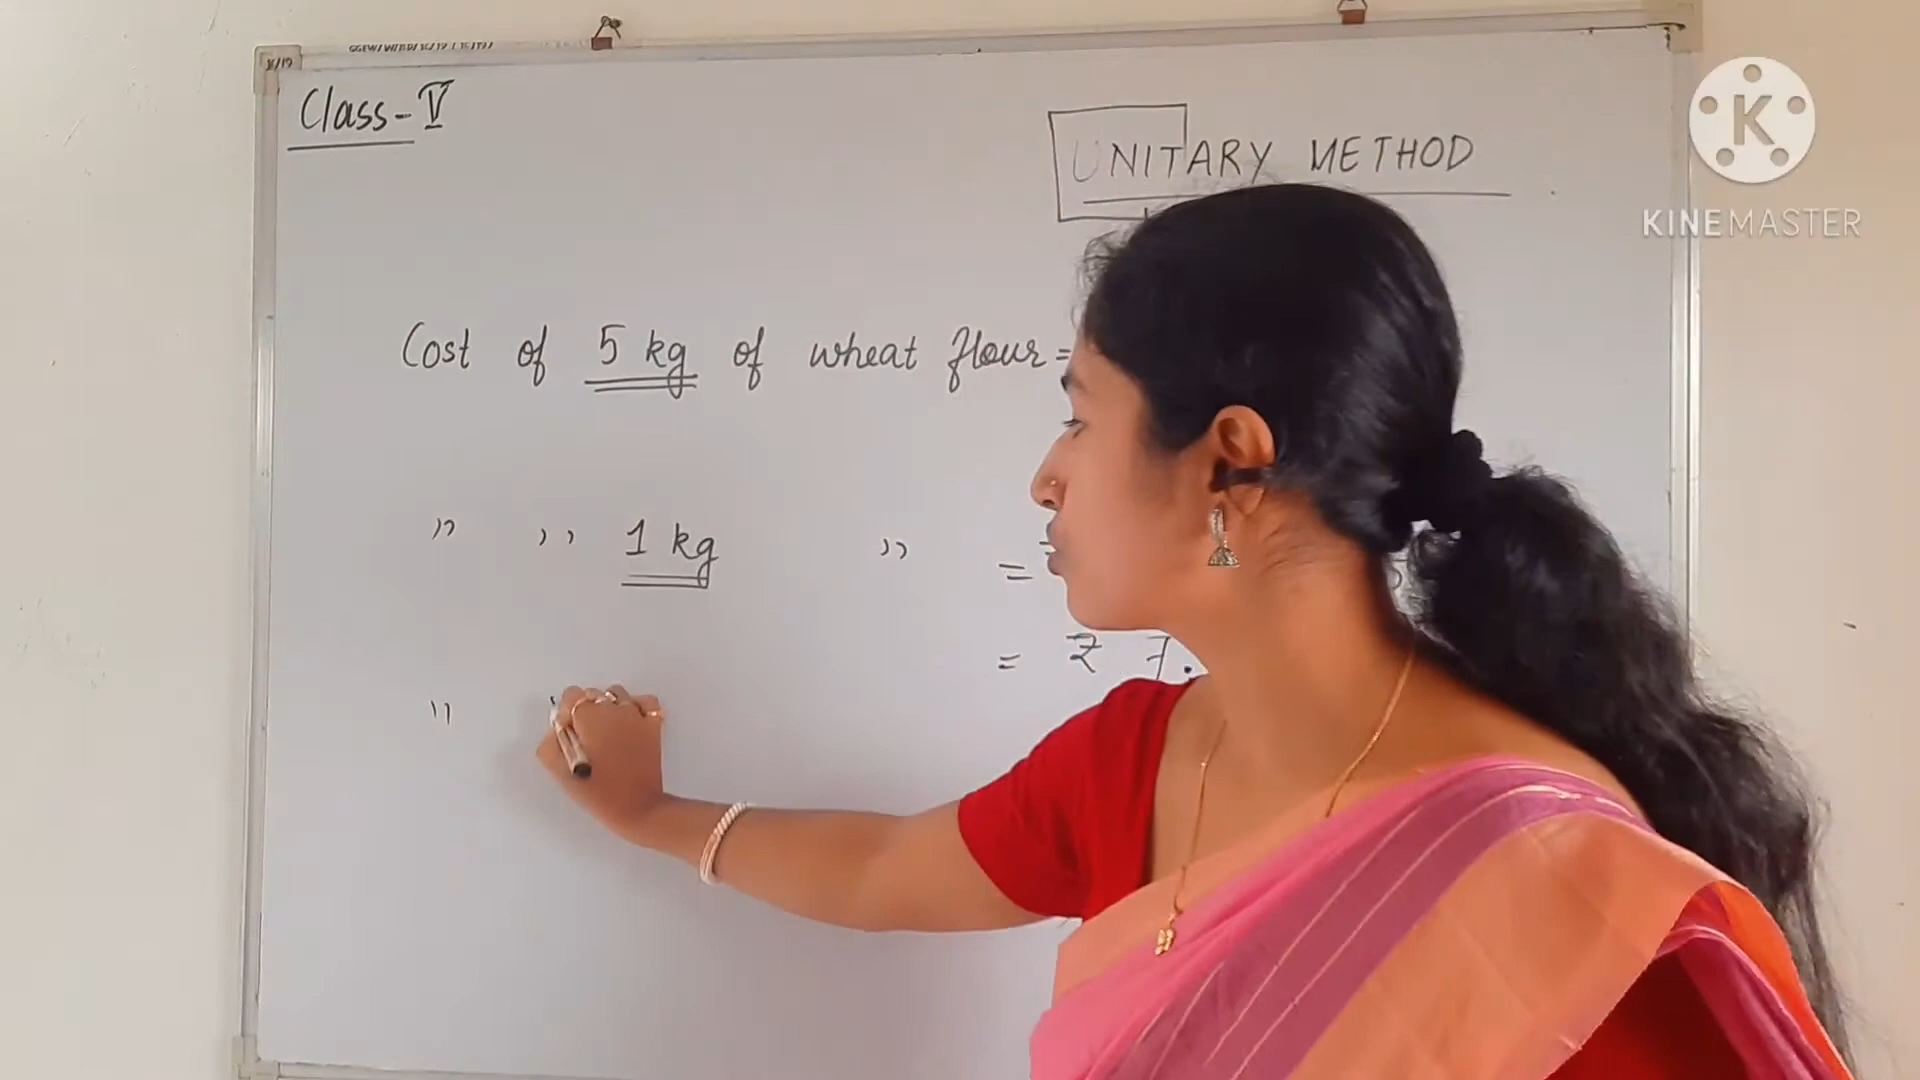 Class-V
UNITARY METHOD
K
KINEMASTER
Cost of 5 kg of wheat flour =
" " 1 kg " =
= ₹ 7.
"